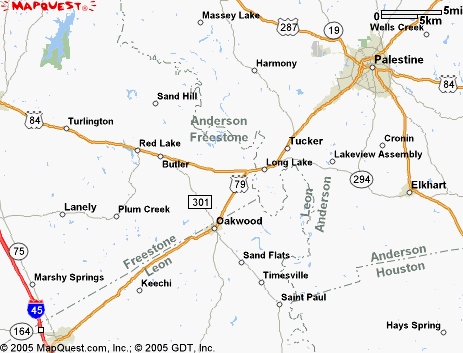 MAPQUEST
Massey Lake
5mi
5km
287
19
Wells Creek
Palestine
Harmony
84
Sand Hill
84
Anderson
Freestone
Turlington
Red Lake
Tucker
Cronin
Butler
Long Lake
Lakeview Assembly
79
294
Elkhart
Leon
Anderson
301
Lanely
Plum Creek
Oakwood
Freestone
Leon
75
Anderson
Houston
Sand Flats
Marshy Springs
Keechi
Timesville
Saint Paul
45
164
Hays Spring
© 2005 MapQuest.com, Inc.; © 2005 GDT, Inc.